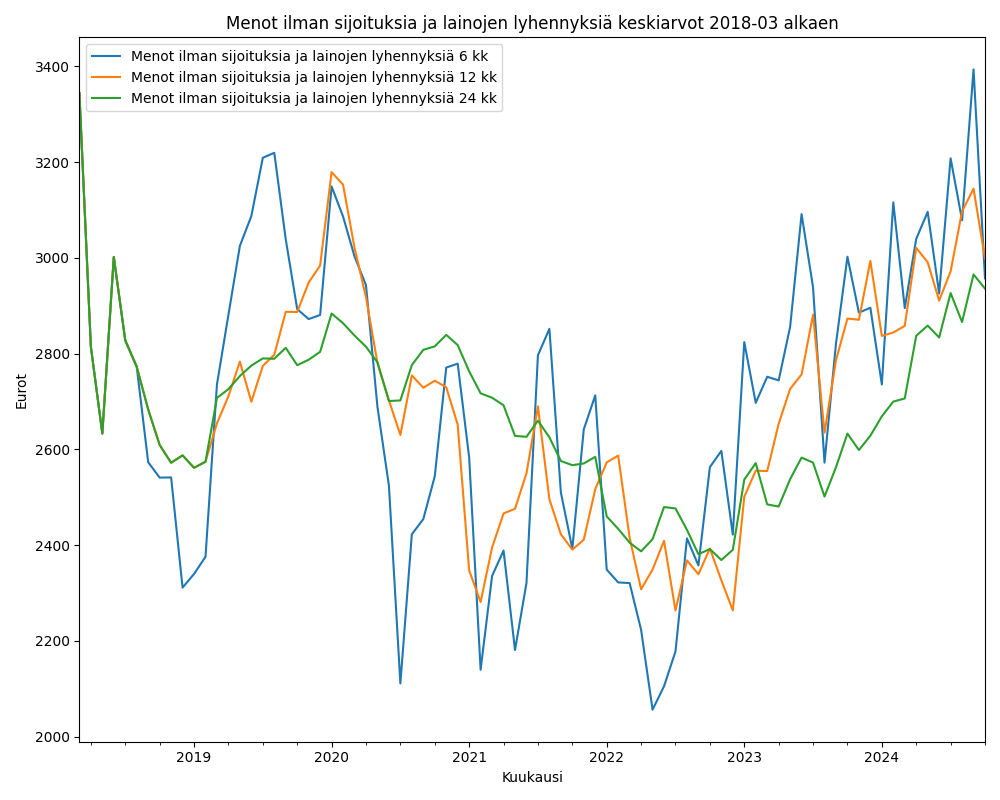 Menot ilman sijoituksia ja lainojen lyhennyksiä keskiarvot 2018-03 alkaen
Menot ilman sijoituksia ja lainojen lyhennyksiä 6 kk
Menot ilman sijoituksia ja lainojen lyhennyksiä 12 kk
Menot ilman sijoituksia ja lainojen lyhennyksiä 24 kk
3400
3200
3000
2800
2600
2400
2200
2000
Eurot
2019 2020 2021 2022 2023 2024
Kuukausi